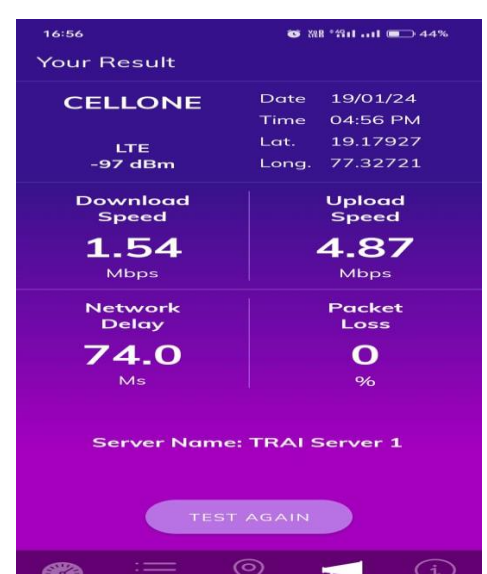 16:56
44%
Your Result
CELLONE
Date 19/01/24
Time 04:56 PM
LTE
Lat. 19.17927
-97 dBm
Long. 77.32721
Download Speed
Upload Speed
1.54
4.87
Mbps
Mbps
Network Delay
Packet Loss
74.0
0
Ms
%
Server Name: TRAI Server 1
TEST AGAIN